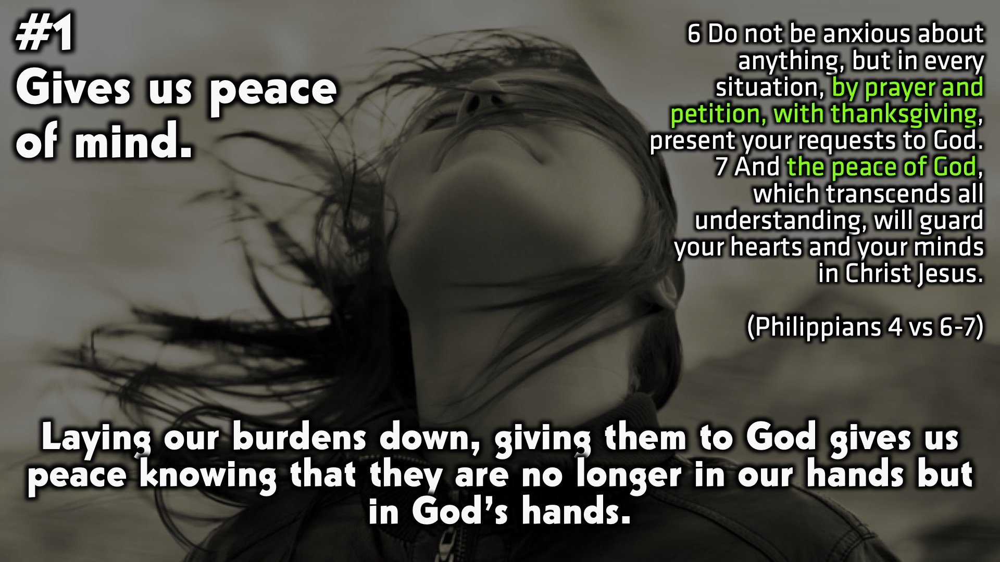 #1
Gives us peace
of mind.
6 Do not be anxious about
anything, but in every
situation, by prayer and
petition, with thanksgiving,
present your requests to God.
7 And the peace of God,
which transcends all
understanding, will guard
your hearts and your minds
in Christ Jesus.
(Philippians 4 vs 6-7)
Laying our burdens down, giving them to God gives us
peace knowing that they are no longer in our hands but
in God’s hands.